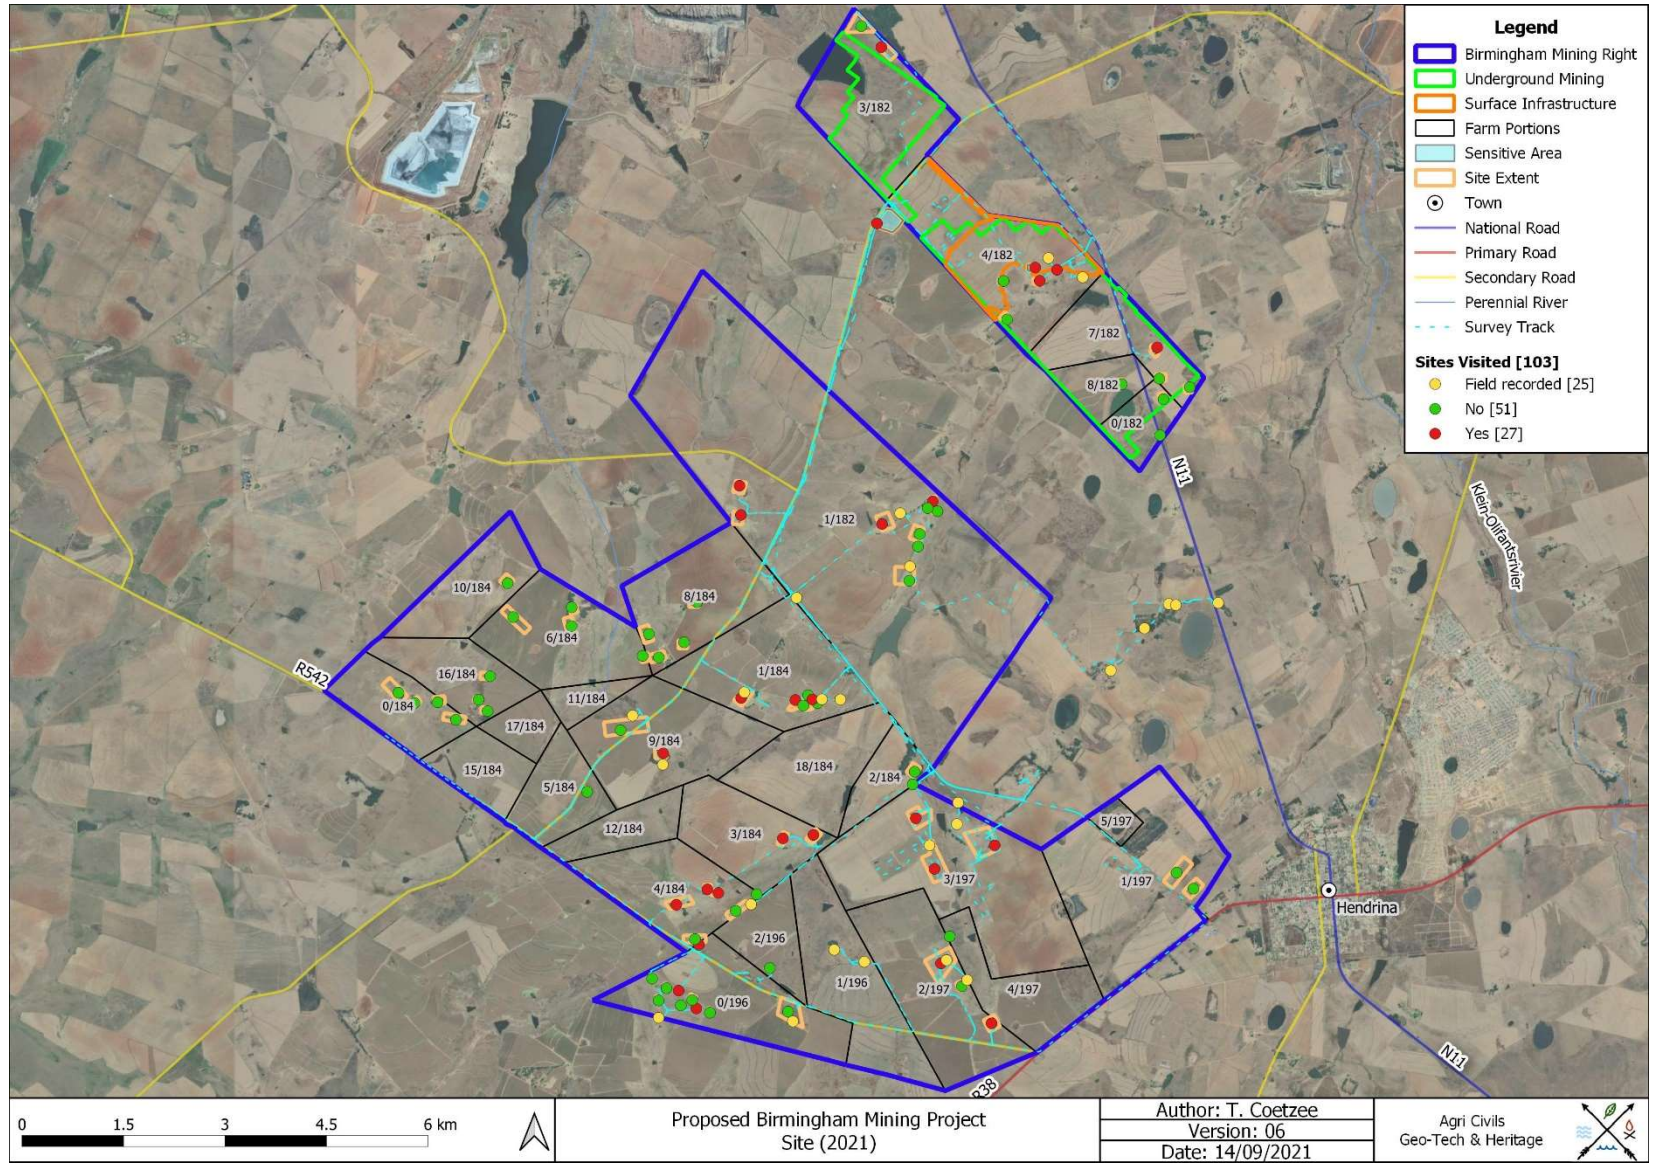 Legend
Birmingham Mining Right
Underground Mining
Surface Infrastructure
Farm Portions
Sensitive Area
Site Extent
Town
National Road
Primary Road
Secondary Road
Perennial River
Survey Track
Sites Visited [103]
Field recorded [25]
No [51]
Yes [27]
3/182
4/182
7/182
8/182
0/182
N11
Klein-Olifantsrivier
1/182
10/184
8/184
6/184
R542
16/184
1/184
11/184
0/184
17/184
9/184
15/184
18/184
2/184
5/184
12/184
3/184
5/197
3/197
1/197
4/184
Hendrina
2/196
1/196
2/197
4/197
0/196
N11
R38
0 1.5 3 4.5 6 km
Proposed Birmingham Mining Project
Site (2021)
Author: T. Coetzee
Version: 06
Date: 14/09/2021
Agri Civils
Geo-Tech & Heritage